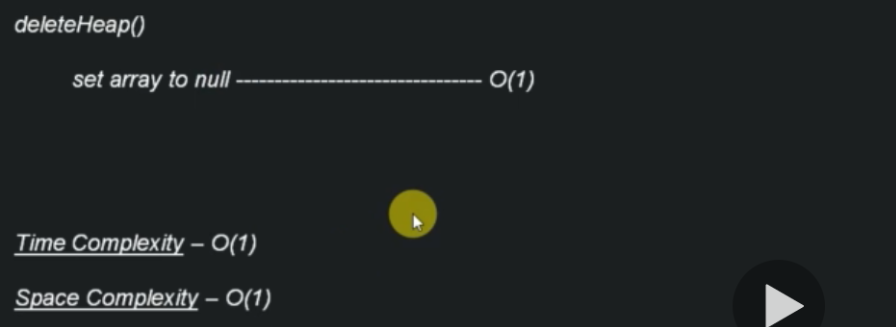 deleteHeap()
set array to null -------------------------------- O(1)
Time Complexity – O(1)
Space Complexity – O(1)